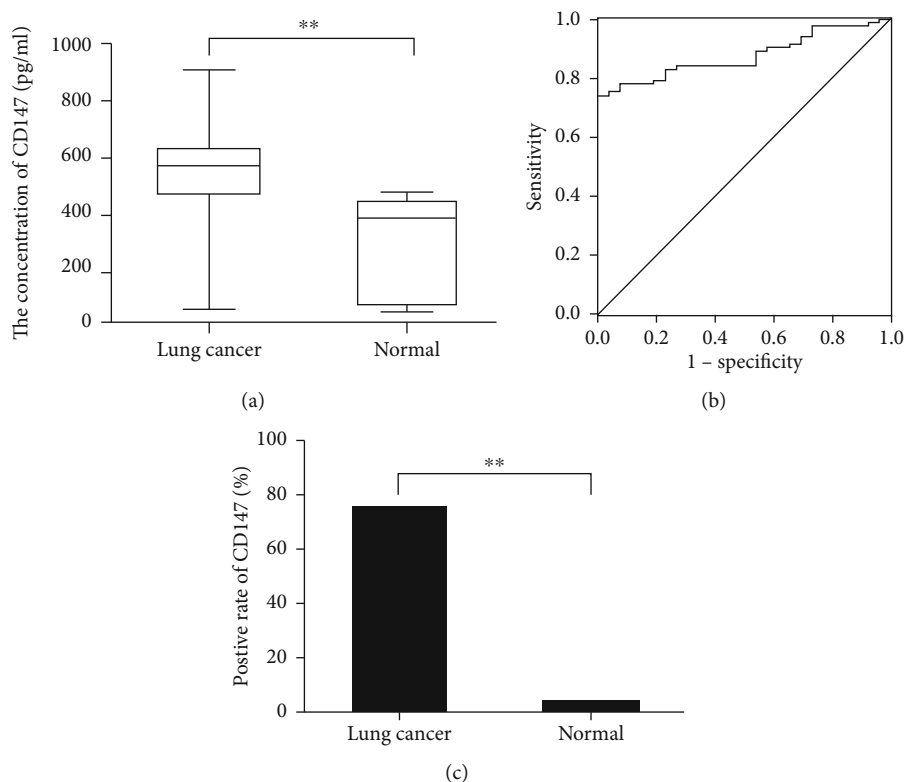 The concentration of CD147 (pg/ml)
1000
800
600
400
200
0
**
Lung cancer
Normal
(a)
Sensitivity
1.0
0.8
0.6
0.4
0.2
0.0
0.0
0.2
0.4
0.6
0.8
1.0
1 – specificity
(b)
Postive rate of CD147 (%)
100
80
60
40
20
0
**
Lung cancer
Normal
(c)